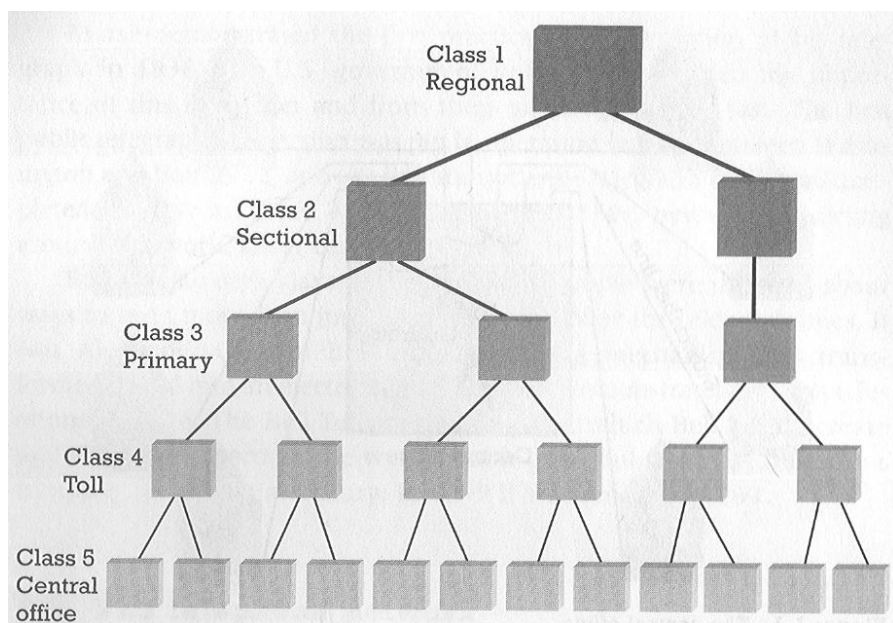 Class 1
Regional
Class 2
Sectional
Class 3
Primary
Class 4
Toll
Class 5
Central
office